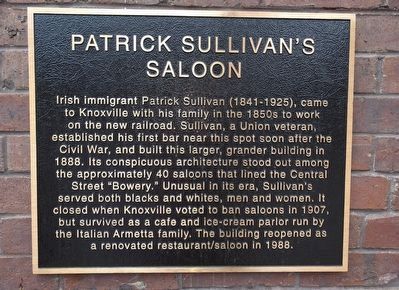 PATRICK SULLIVAN'S
SALOON
Irish immigrant Patrick Sullivan (1841-1925), came
to Knoxville with his family in the 1850s to work
on the new railroad. Sullivan, a Union veteran,
established his first bar near this spot soon after the
Civil War, and built this larger, grander building in
1888. Its conspicuous architecture stood out among
the approximately 40 saloons that lined the Central
Street "Bowery." Unusual in its era, Sullivan's
served both blacks and whites, men and women. It
closed when Knoxville voted to ban saloons in 1907,
but survived as a cafe and ice-cream parlor run by
the Italian Armetta family. The building reopened as
a renovated restaurant/saloon in 1988.